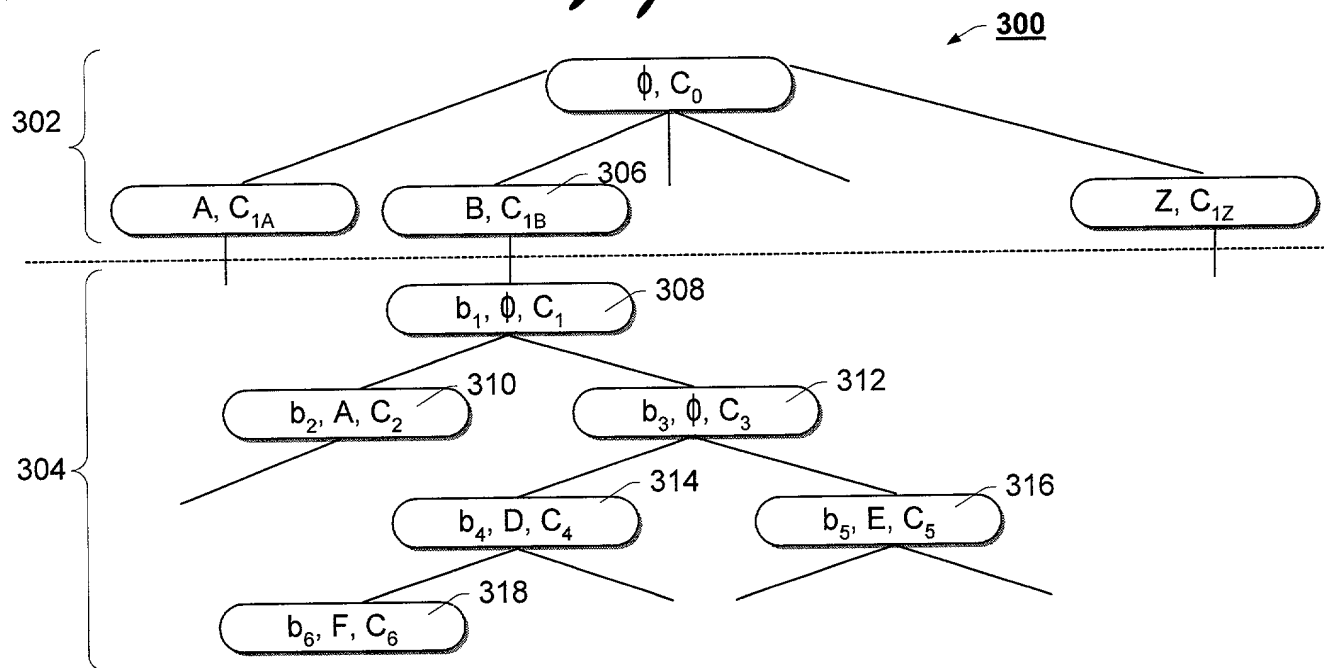 300
ϕ, C₀
302
306
A, C₁A
B, C₁B
Z, C₁Z
308
b₁, ϕ, C₁
310
312
b₂, A, C₂
b₃, ϕ, C₃
304
314
316
b₄, D, C₄
b₅, E, C₅
318
b₆, F, C₆